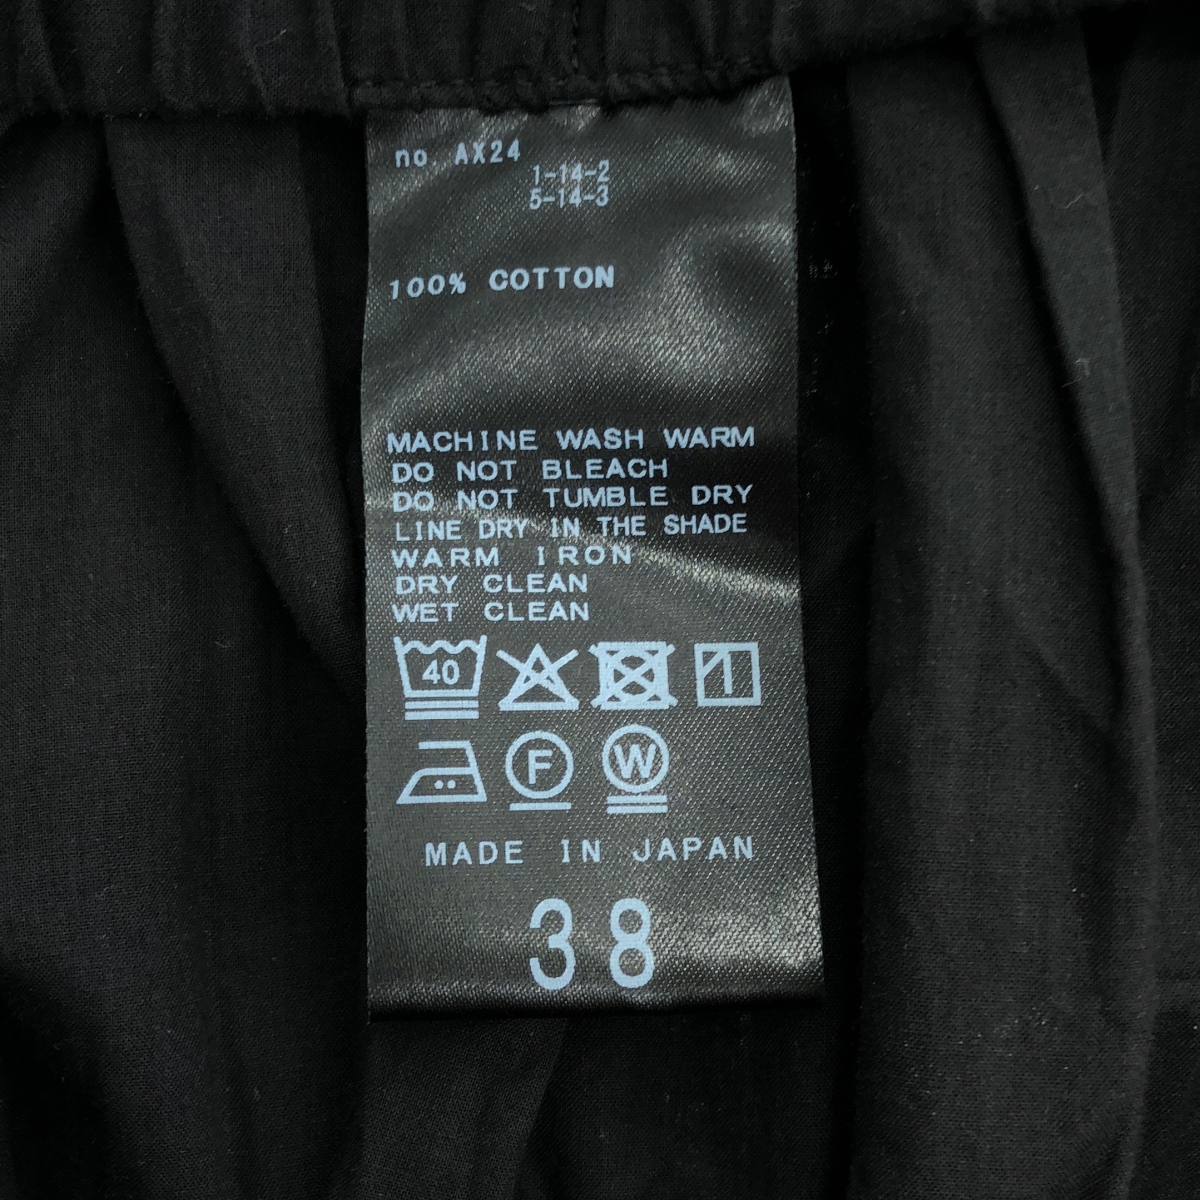 no. AX24
1-14-2
5-14-3
100% COTTON
MACHINE WASH WARM
DO NOT BLEACH
DO NOT TUMBLE DRY
LINE DRY IN THE SHADE
WARM IRON
DRY CLEAN
WET CLEAN
40
F W
MADE IN JAPAN
38